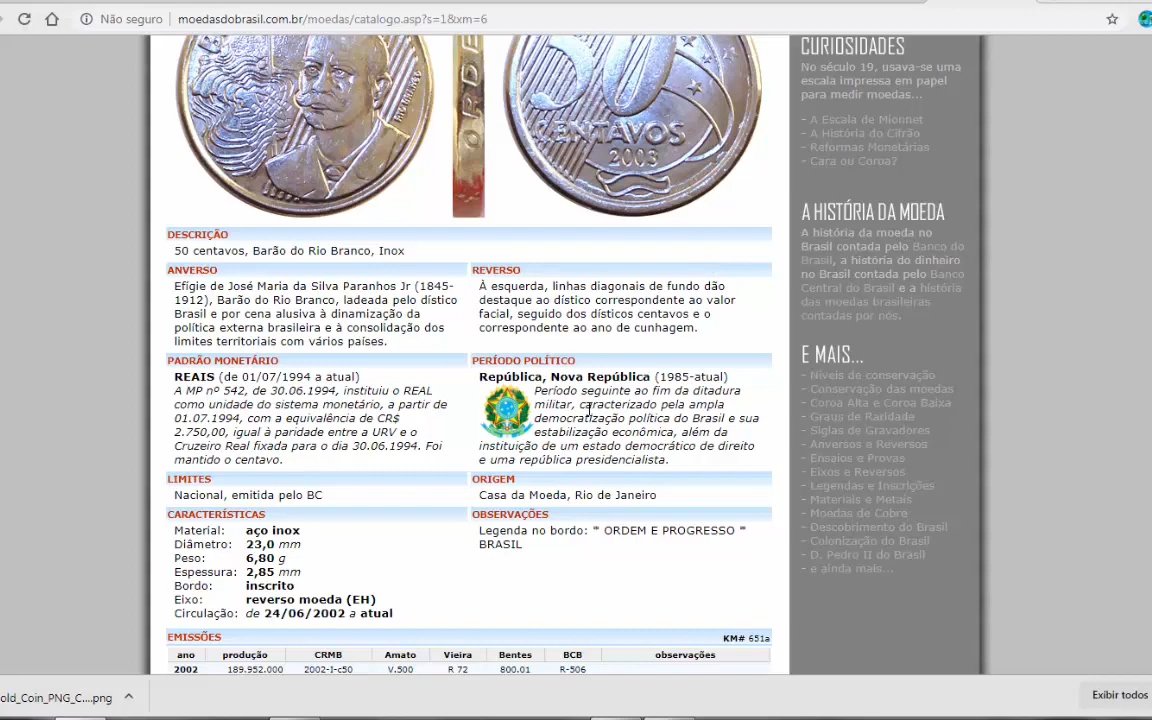 Não seguro
moedasdobrasil.com.br/moedas/catalogo.asp?s=1&xm=6
ORDE
CENTAVOS
2003
DESCRIÇÃO
50 centavos, Barão do Rio Branco, Inox
ANVERSO
Efígie de José Maria da Silva Paranhos Jr (1845-
1912), Barão do Rio Branco, ladeada pelo dístico
Brasil e por cena alusiva à dinamização da
política externa brasileira e à consolidação dos
limites territoriais com vários países.
REVERSO
À esquerda, linhas diagonais de fundo dão
destaque ao dístico correspondente ao valor
facial, seguido dos dísticos centavos e o
correspondente ao ano de cunhagem.
PADRÃO MONETÁRIO
REAIS (de 01/07/1994 a atual)
A MP nº 542, de 30.06.1994, instituiu o REAL
como unidade do sistema monetário, a partir de
01.07.1994, com a equivalência de CR$
2.750,00, igual à paridade entre a URV e o
Cruzeiro Real fixada para o dia 30.06.1994. Foi
mantido o centavo.
PERÍODO POLÍTICO
República, Nova República (1985-atual)
Período seguinte ao fim da ditadura
militar, caracterizado pela ampla
democratização política do Brasil e sua
estabilização econômica, além da
instituição de um estado democrático de direito
e uma república presidencialista.
LIMITES
Nacional, emitida pelo BC
ORIGEM
Casa da Moeda, Rio de Janeiro
CARACTERÍSTICAS
Material: aço inox
Diâmetro: 23,0 mm
Peso: 6,80 g
Espessura: 2,85 mm
Bordo: inscrito
Eixo: reverso moeda (EH)
Circulação: de 24/06/2002 a atual
OBSERVAÇÕES
Legenda no bordo: * ORDEM E PROGRESSO *
BRASIL
EMISSÕES KM# 651a
ano produção CRMB Amato Vieira Bentes BCB observações
2002 189.952.000 2002-I-c50 V.500 R 72 800.01 R-506
CURIOSIDADES
No século 19, usava-se uma
escala impressa em papel
para medir moedas...
- A Escala de Mionnet
- A História do Cifrão
- Reformas Monetárias
- Cara ou Coroa?
A HISTÓRIA DA MOEDA
A história da moeda no
Brasil contada pelo Banco do
Brasil, a história do dinheiro
no Brasil contada pelo Banco
Central do Brasil e a história
das moedas brasileiras
contadas por nós.
E MAIS...
- Níveis de conservação
- Conservação das moedas
- Coroa Alta e Coroa Baixa
- Graus de Raridade
- Siglas de Gravadores
- Anversos e Reversos
- Ensaios e Provas
- Eixos e Reversos
- Legendas e Inscrições
- Materiais e Metais
- Moedas de Cobre
- Descobrimento do Brasil
- Colonização do Brasil
- D. Pedro II do Brasil
- e ainda mais...
old_Coin_PNG_C....png
Exibir todos